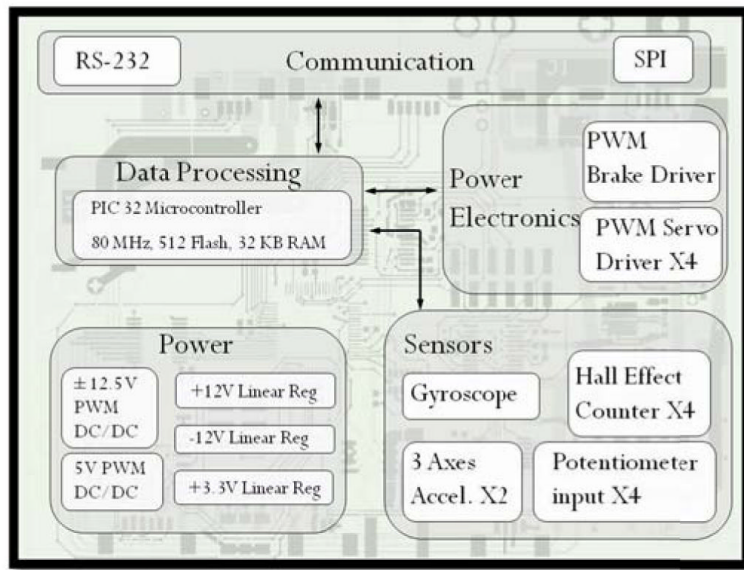 RS-232
Communication
SPI
Data Processing
PIC 32 Microcontroller
80 MHz, 512 Flash, 32 KB RAM
Power
Electronics
PWM
Brake Driver
PWM Servo
Driver X4
Power
±12.5V
PWM
DC/DC
5V PWM
DC/DC
+12V Linear Reg
-12V Linear Reg
+3.3V Linear Reg
Sensors
Gyroscope
Hall Effect
Counter X4
3 Axes
Accel. X2
Potentiometer
input X4